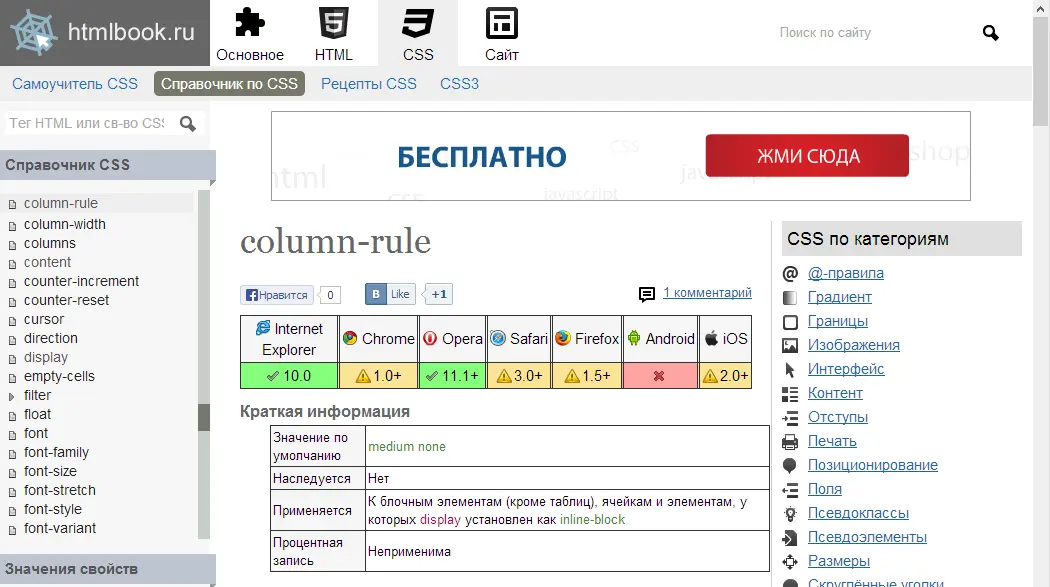 htmlbook.ru
Основное
HTML
CSS
Сайт
Поиск по сайту
Самоучитель CSS
Справочник по CSS
Рецепты CSS
CSS3
Тег HTML или св-во CSS
Справочник CSS
column-rule
column-width
columns
content
counter-increment
counter-reset
cursor
direction
display
empty-cells
filter
float
font
font-family
font-size
font-stretch
font-style
font-variant
Значения свойств
html
CSS
БЕСПЛАТНО
CSS
javascript
ЖМИ СЮДА
shop
column-rule
Нравится 0
B Like +1
1 комментарий
Internet Explorer
Chrome
Opera
Safari
Firefox
Android
iOS
10.0
1.0+
11.1+
3.0+
1.5+
2.0+
Краткая информация
Значение по умолчанию
medium none
Наследуется
Нет
Применяется
К блочным элементам (кроме таблиц), ячейкам и элементам, у
которых display установлен как inline-block
Процентная запись
Неприменима
CSS по категориям
@-правила
Градиент
Границы
Изображения
Интерфейс
Контент
Отступы
Печать
Позиционирование
Поля
Псевдоклассы
Псевдоэлементы
Размеры
Скруглённые уголки